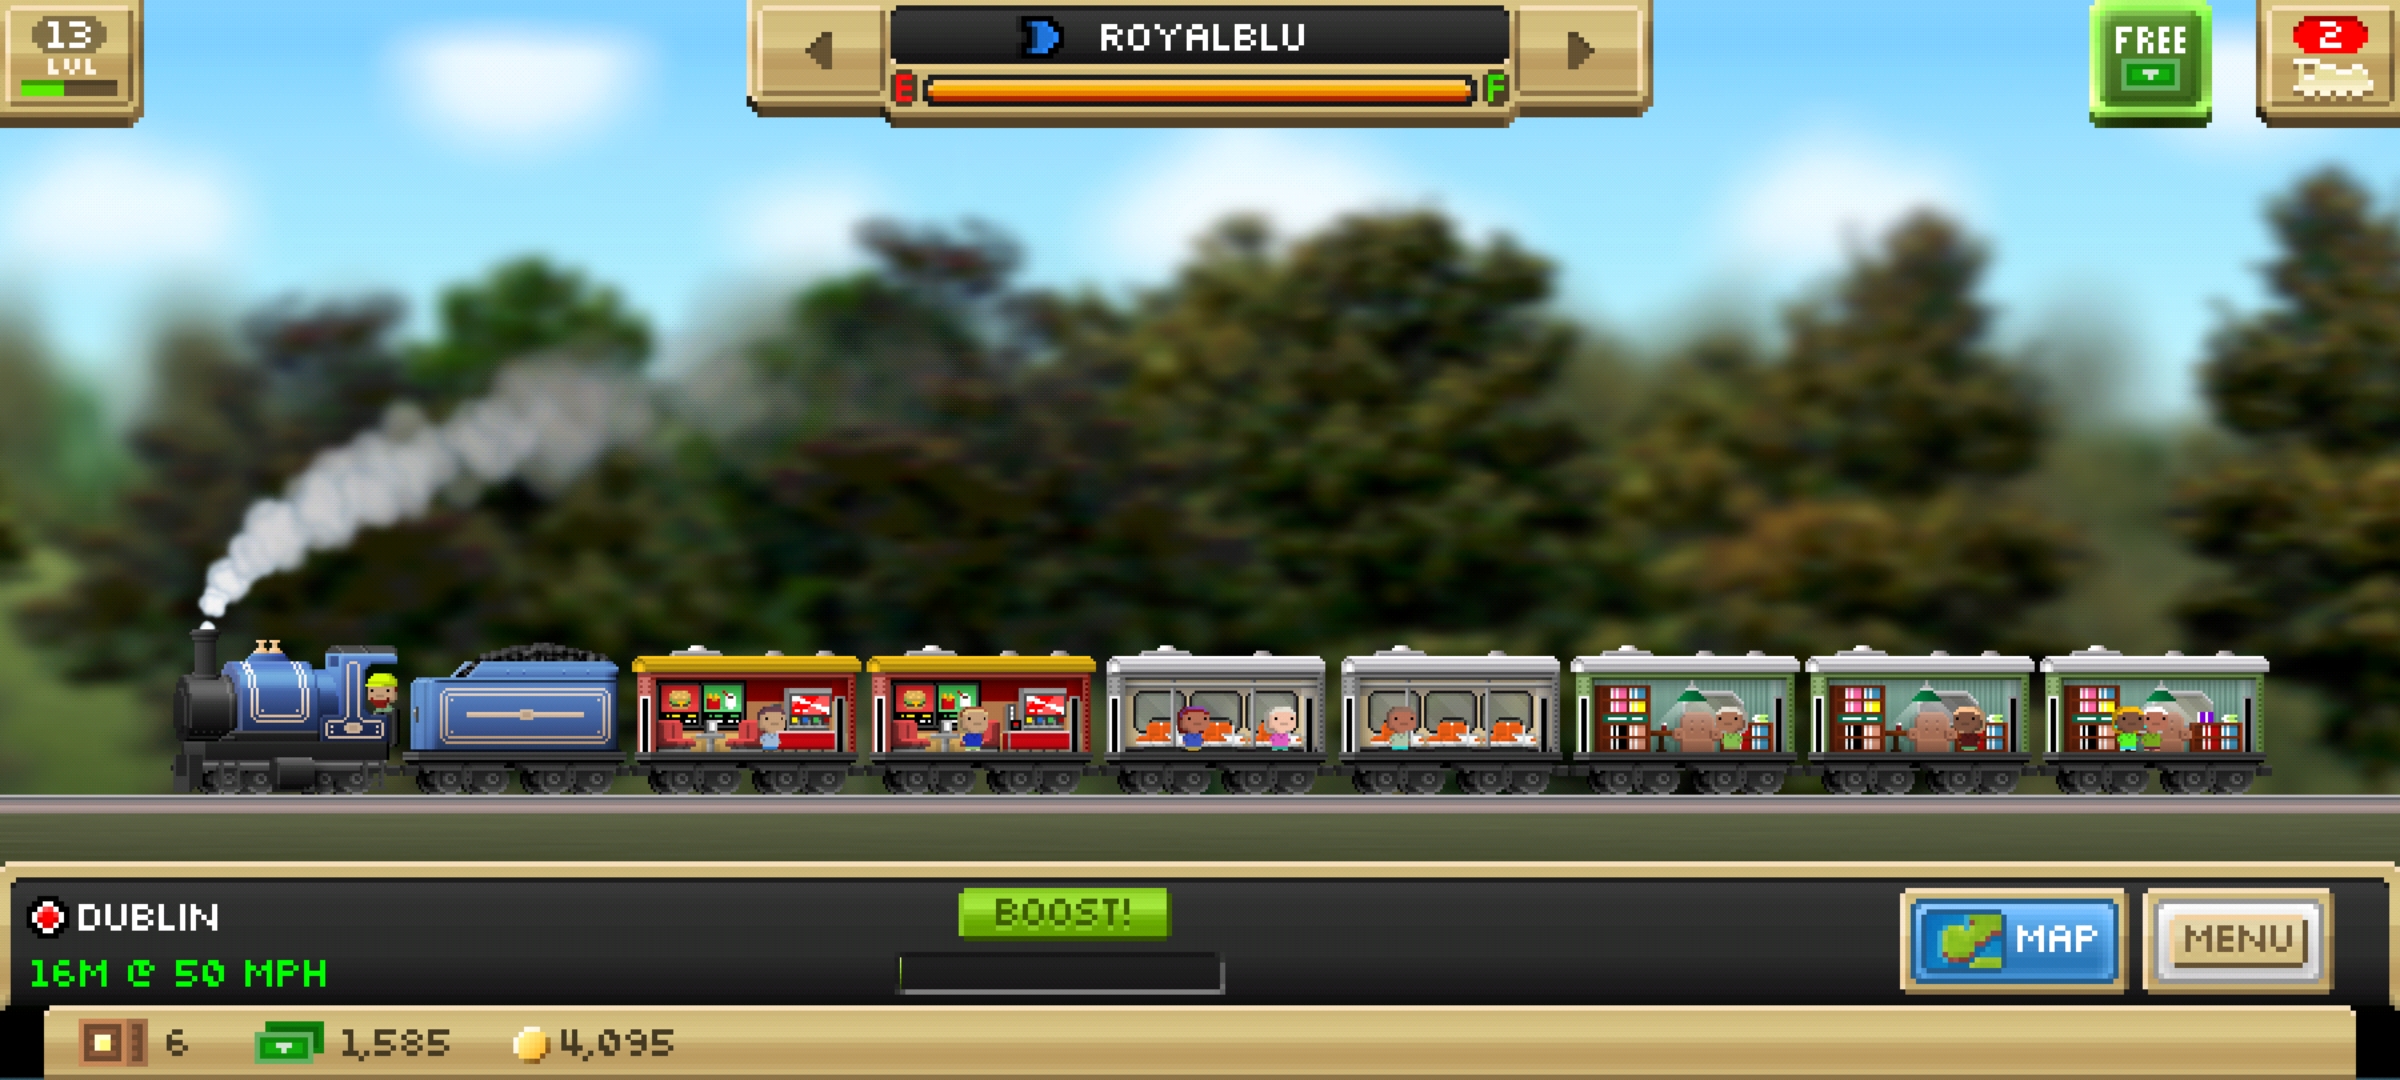 13
LVL
ROYALBLU
E F
FREE
2
DUBLIN
16M @ 50 MPH
BOOST!
MAP
MENU
6
1,585
4,095